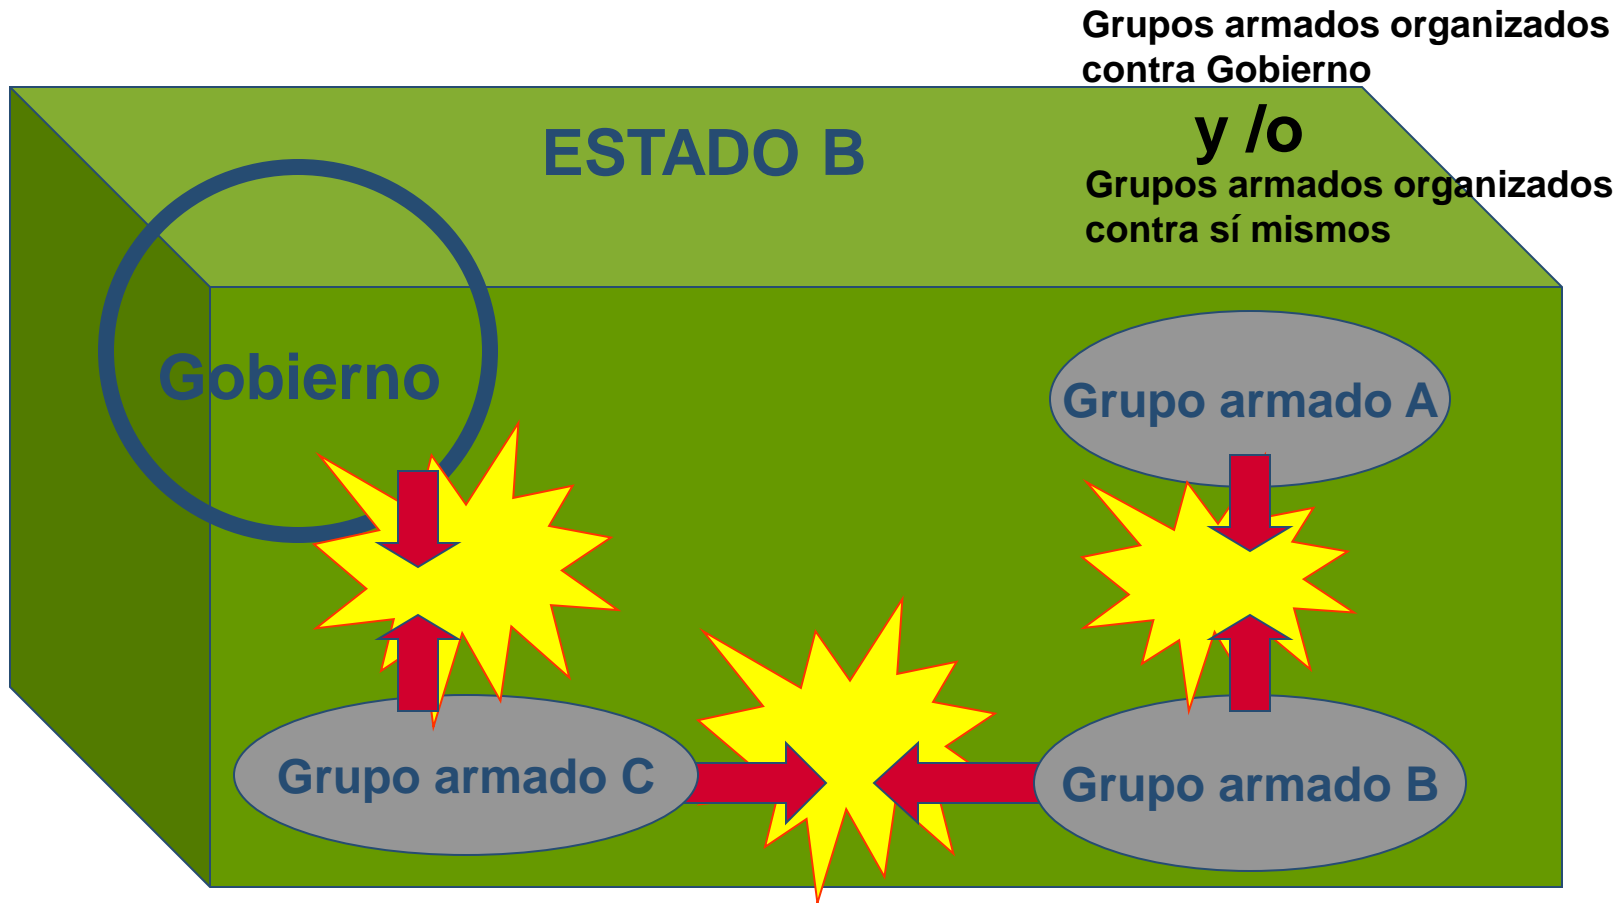 Grupos armados organizados
contra Gobierno
y /o
Grupos armados organizados
contra sí mismos
ESTADO B
Gobierno
Grupo armado A
Grupo armado C
Grupo armado B